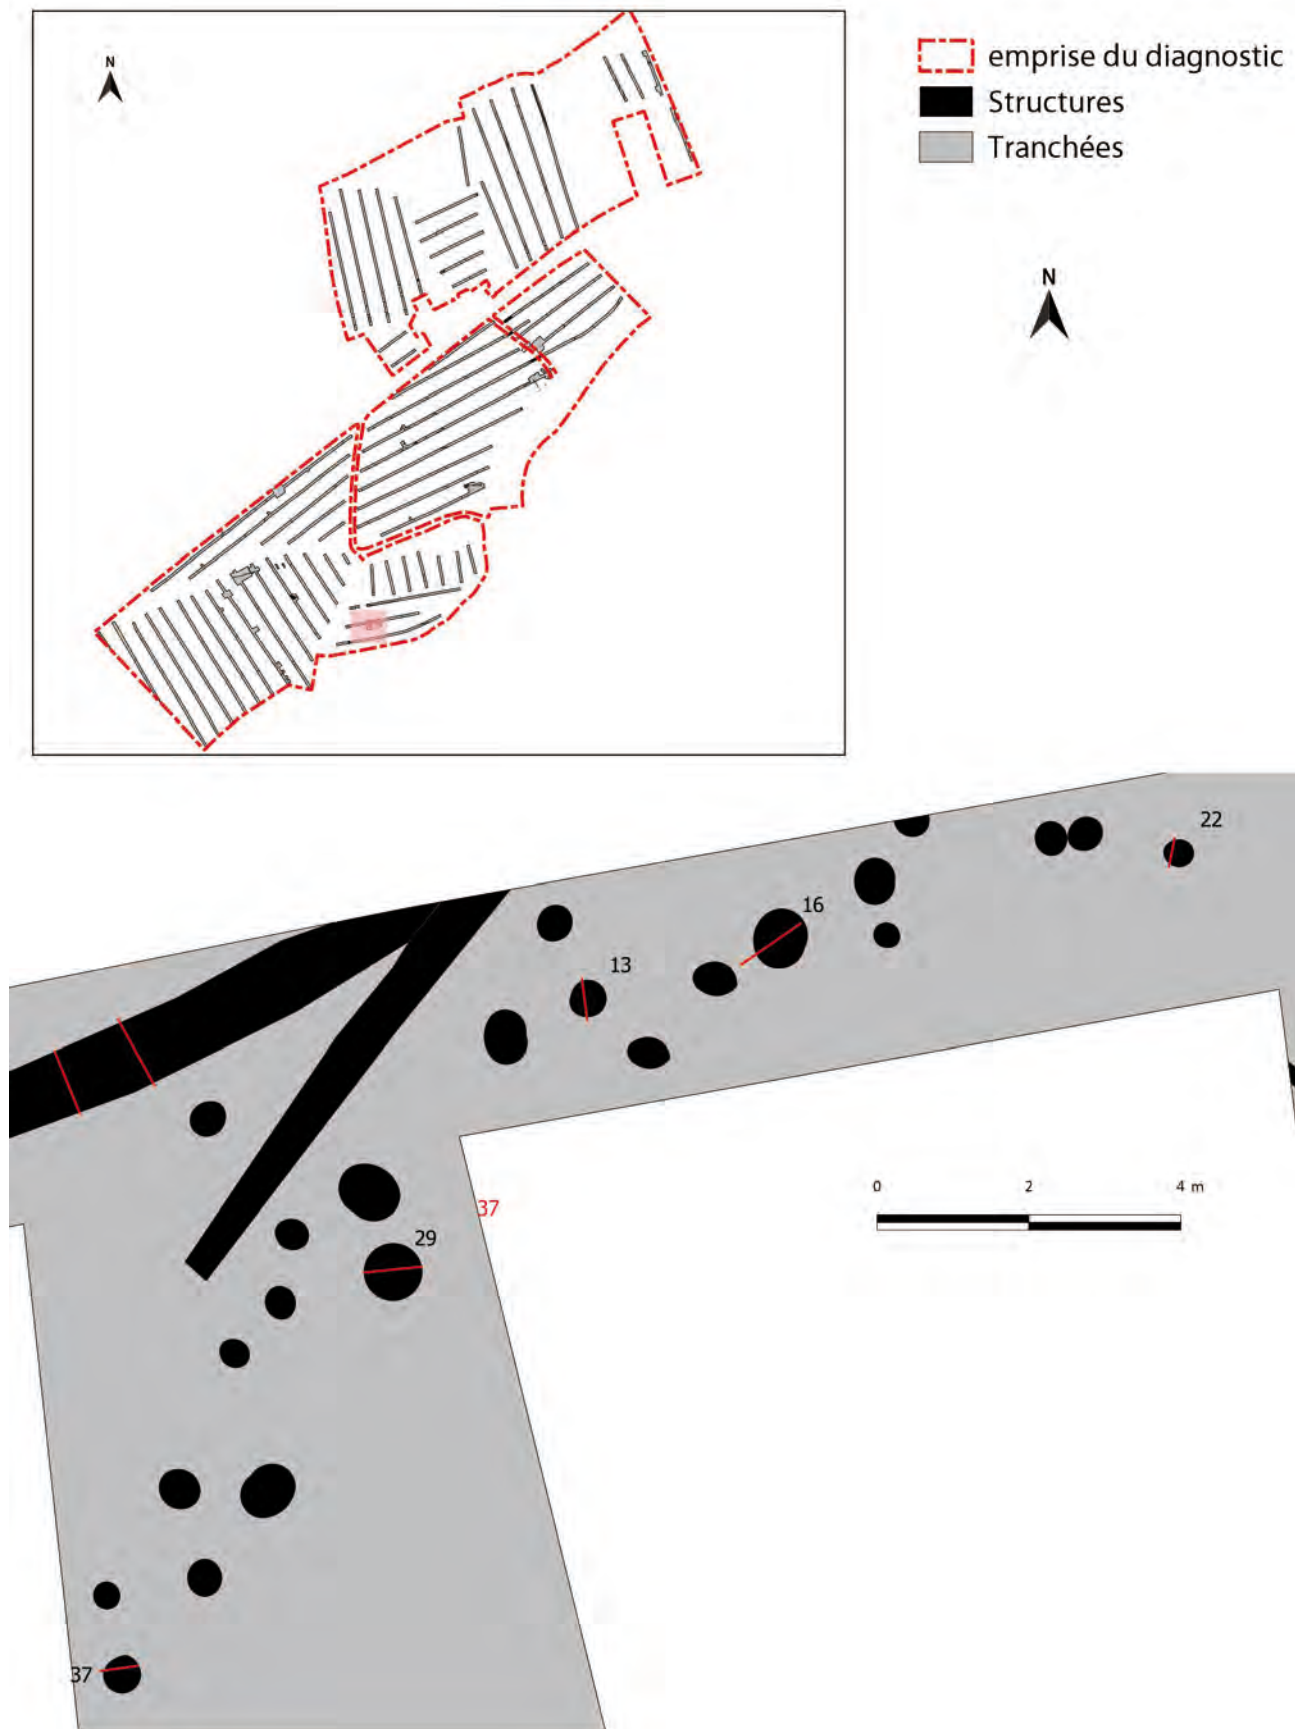 N
emprise du diagnostic
Structures
Tranchées
N
22
16
13
0 2 4 m
37
29
37